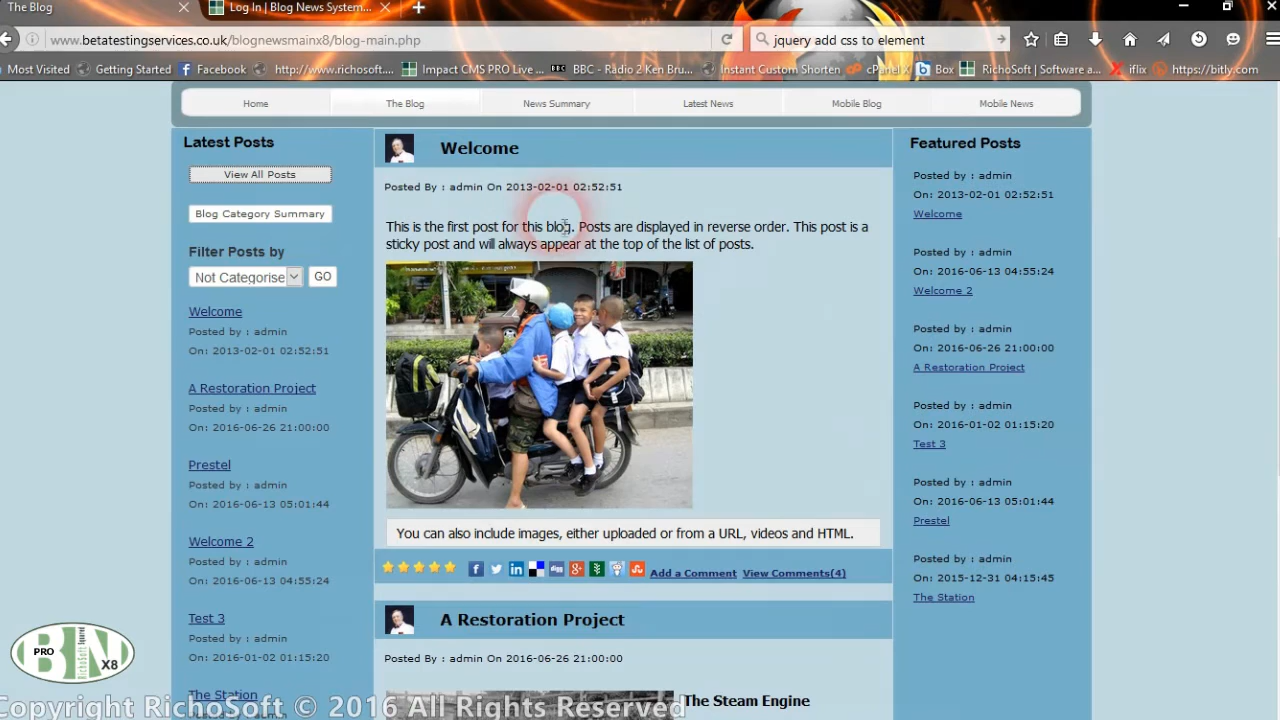 The Blog
Log In | Blog News System...
www.betatestingservices.co.uk/blognewsmainx8/blog-main.php
jquery add css to element
Most Visited
Getting Started
Facebook
http://www.richosoft....
Impact CMS PRO Live ...
BBC - Radio 2 Ken Bru...
Instant Custom Shorten
cPanel X
Box
RichoSoft | Software a...
iflix
https://bitly.com
Home
The Blog
News Summary
Latest News
Mobile Blog
Mobile News
Latest Posts
View All Posts
Blog Category Summary
Filter Posts by
Not Categorise
GO
Welcome
Posted by : admin
On: 2013-02-01 02:52:51
A Restoration Project
Posted by : admin
On: 2016-06-26 21:00:00
Prestel
Posted by : admin
On: 2016-06-13 05:01:44
Welcome 2
Posted by : admin
On: 2016-06-13 04:55:24
Test 3
Posted by : admin
On: 2016-01-02 01:15:20
The Station
Welcome
Posted By : admin On 2013-02-01 02:52:51
This is the first post for this blog. Posts are displayed in reverse order. This post is a
sticky post and will always appear at the top of the list of posts.
You can also include images, either uploaded or from a URL, videos and HTML.
Add a Comment
View Comments(4)
A Restoration Project
Posted By : admin On 2016-06-26 21:00:00
The Steam Engine
Featured Posts
Posted by : admin
On: 2013-02-01 02:52:51
Welcome
Posted by : admin
On: 2016-06-13 04:55:24
Welcome 2
Posted by : admin
On: 2016-06-26 21:00:00
A Restoration Project
Posted by : admin
On: 2016-01-02 01:15:20
Test 3
Posted by : admin
On: 2016-06-13 05:01:44
Prestel
Posted by : admin
On: 2015-12-31 04:15:45
The Station
PRO
BN
RichoSoft Squared
X8
Copyright RichoSoft © 2016 All Rights Reserved